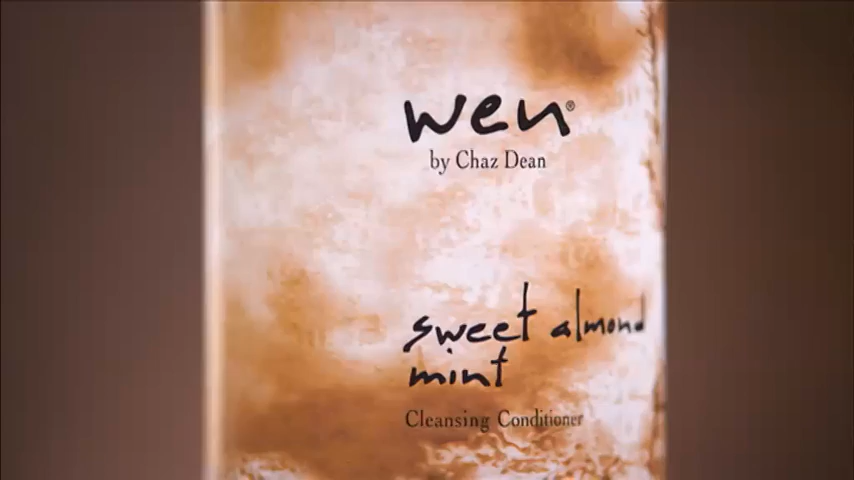 wen®
by Chaz Dean
sweet almond
mint
Cleansing Conditioner